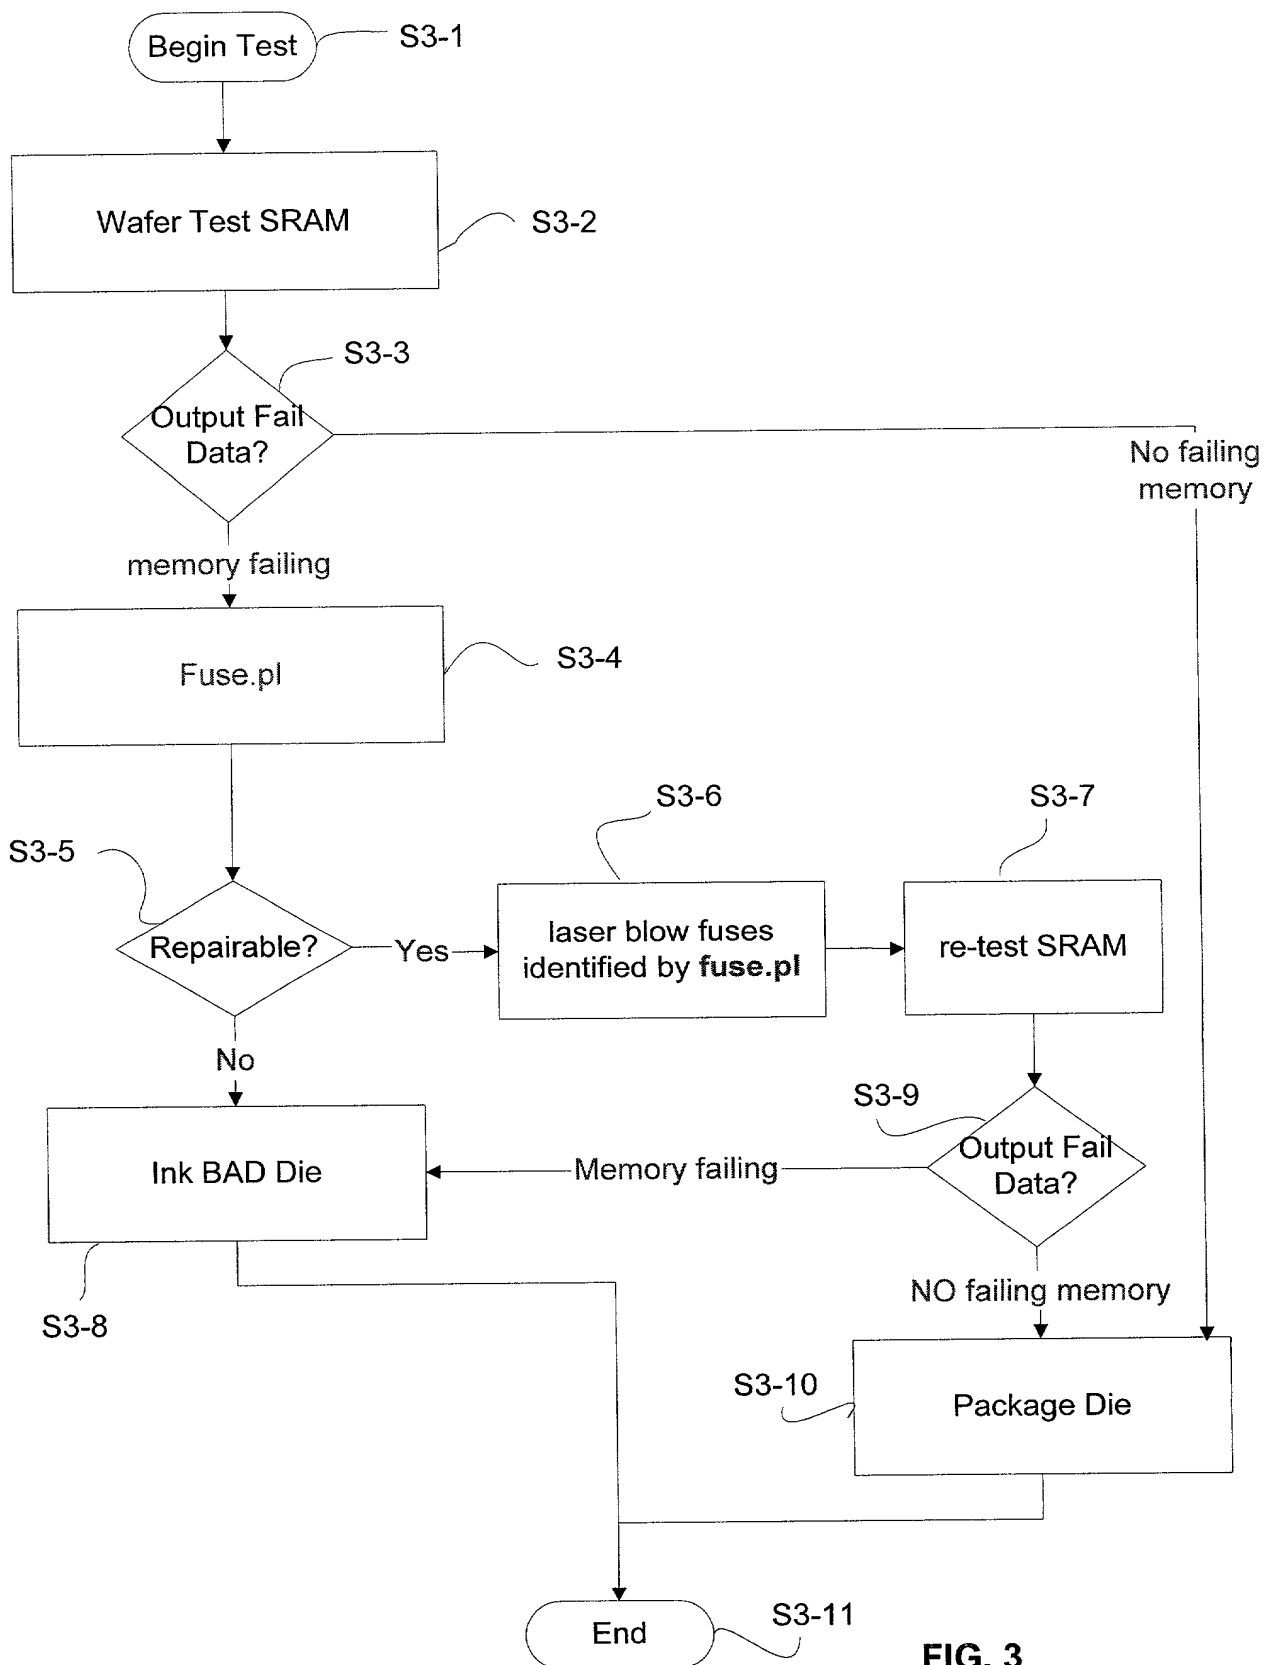 Begin Test
S3-1
Wafer Test SRAM
S3-2
S3-3
Output Fail
Data?
No failing
memory
memory failing
Fuse.pl
S3-4
S3-6
S3-7
S3-5
Repairable?
Yes
laser blow fuses
identified by fuse.pl
re-test SRAM
No
S3-9
Output Fail
Data?
Ink BAD Die
Memory failing
S3-8
NO failing memory
S3-10
Package Die
End
S3-11
FIG. 3